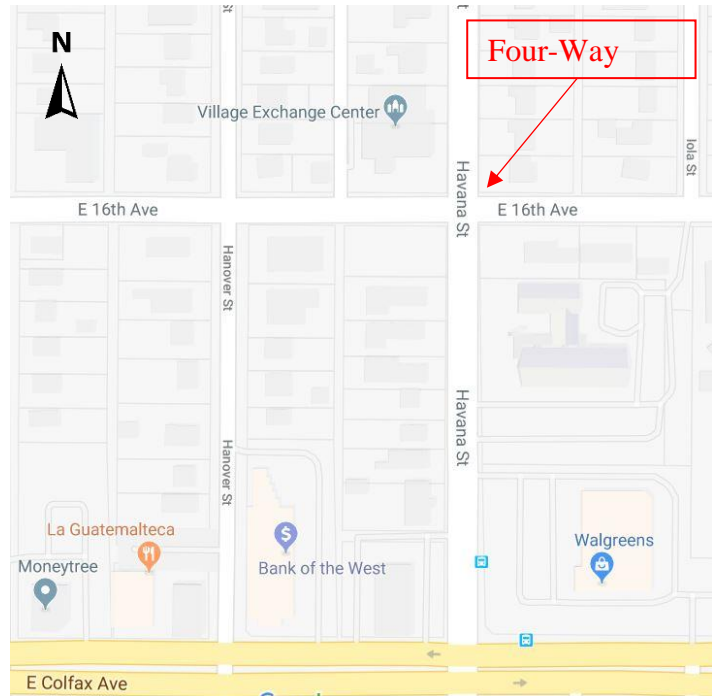 N
Four-Way
Village Exchange Center
Havana St
Iola St
E 16th Ave
E 16th Ave
Hanover St
Havana St
Hanover St
La Guatemalteca
Moneytree
$
Bank of the West
Walgreens
E Colfax Ave